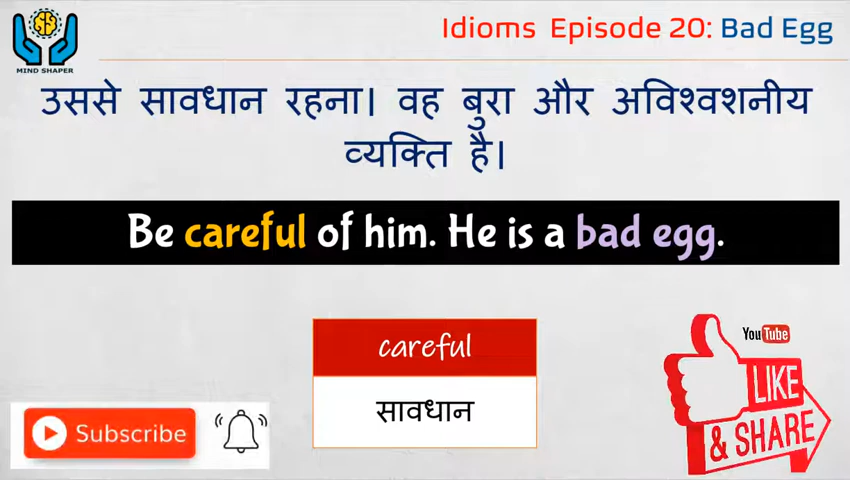 MIND SHAPER
Idioms Episode 20: Bad Egg
उससे सावधान रहना। वह बुरा और अविश्वशनीय
व्यक्ति है।
Be careful of him. He is a bad egg.
careful
सावधान
Subscribe
YouTube
LIKE
& SHARE